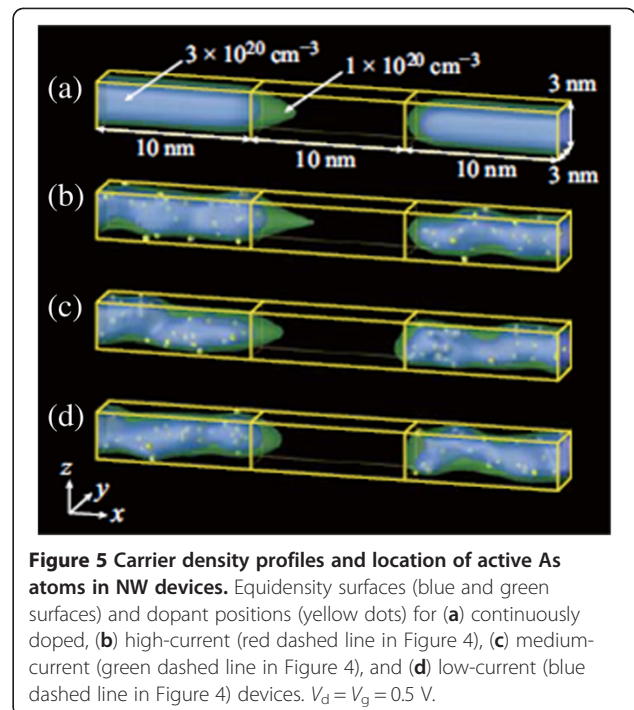 3 × 10²⁰ cm⁻³
1 × 10²⁰ cm⁻³
(a)
3 nm
10 nm
10 nm
10 nm
3 nm
(b)
(c)
(d)
z
y
x
Figure 5 Carrier density profiles and location of active As
atoms in NW devices. Equidensity surfaces (blue and green
surfaces) and dopant positions (yellow dots) for (a) continuously
doped, (b) high-current (red dashed line in Figure 4), (c) medium-
current (green dashed line in Figure 4), and (d) low-current (blue
dashed line in Figure 4) devices. Vd = Vg = 0.5 V.